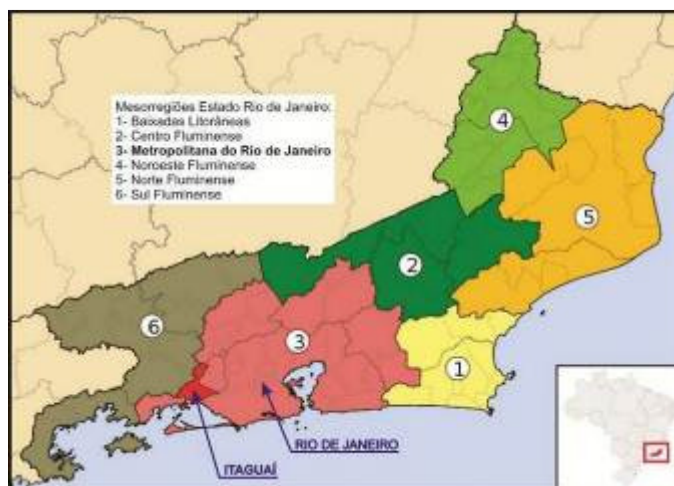 Mesorregiões Estado Rio de Janeiro:
1- Baixadas Litorâneas
2- Centro Fluminense
3- Metropolitana do Rio de Janeiro
4- Noroeste Fluminense
5- Norte Fluminense
6- Sul Fluminense
4
5
2
6
3
1
RIO DE JANEIRO
ITAGUAÍ